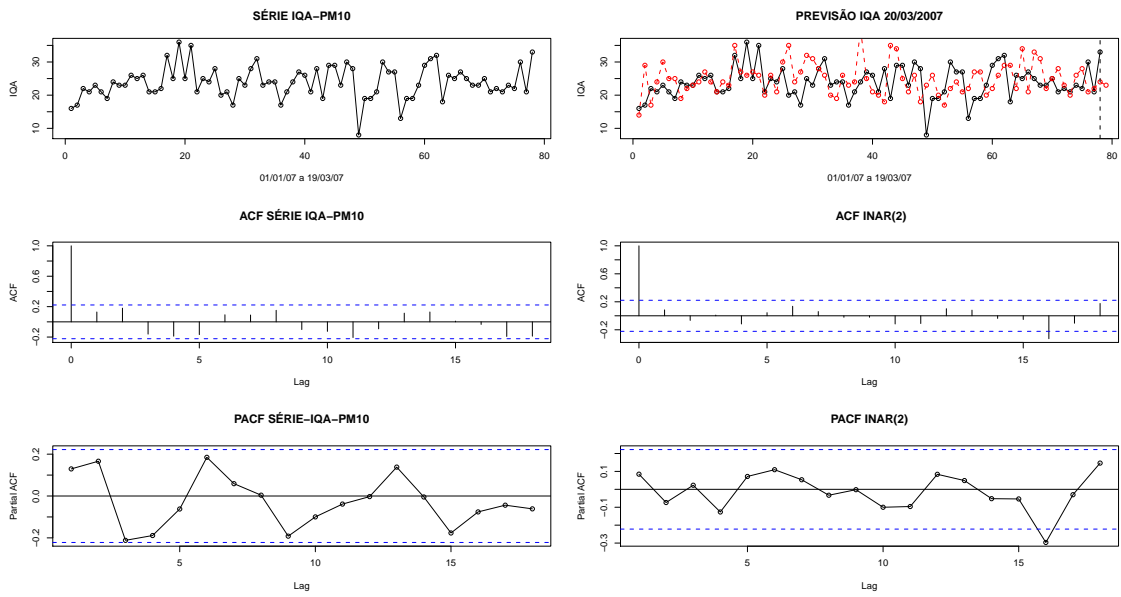 SÉRIE IQA−PM10
IQA
10 20 30
0 20 40 60 80
01/01/07 a 19/03/07
PREVISÃO IQA 20/03/2007
IQA
10 20 30
0 20 40 60 80
01/01/07 a 19/03/07
ACF SÉRIE IQA−PM10
ACF
−0.2 0.2 0.6 1.0
0 5 10 15
Lag
ACF INAR(2)
ACF
−0.2 0.2 0.6 1.0
0 5 10 15
Lag
PACF SÉRIE−IQA−PM10
Partial ACF
−0.2 0.0 0.2
5 10 15
Lag
PACF INAR(2)
Partial ACF
−0.3 −0.1 0.1
5 10 15
Lag